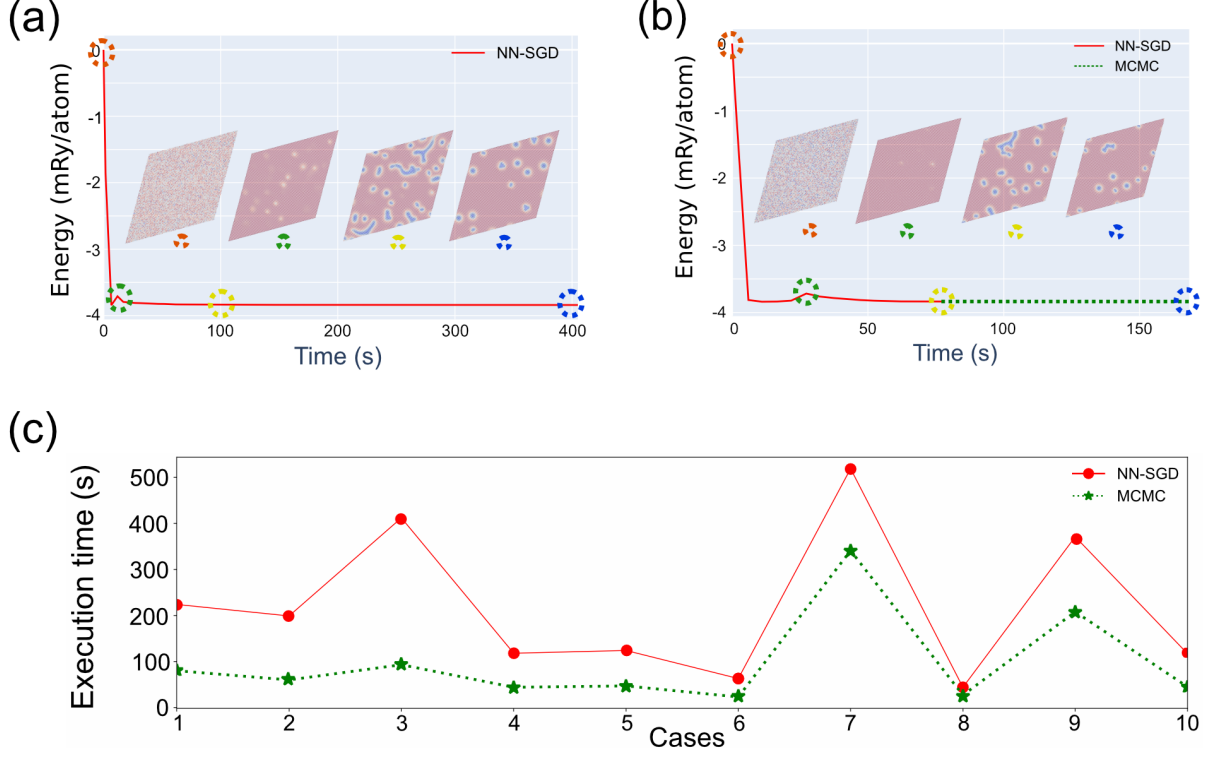 (a)
0
-1
-2
-3
-4
Energy (mRy/atom)
NN-SGD
0
100
200
300
400
Time (s)
(b)
0
-1
-2
-3
-4
Energy (mRy/atom)
NN-SGD
MCMC
0
50
100
150
Time (s)
(c)
500
400
300
200
100
0
Execution time (s)
NN-SGD
MCMC
1
2
3
4
5
6
7
8
9
10
Cases